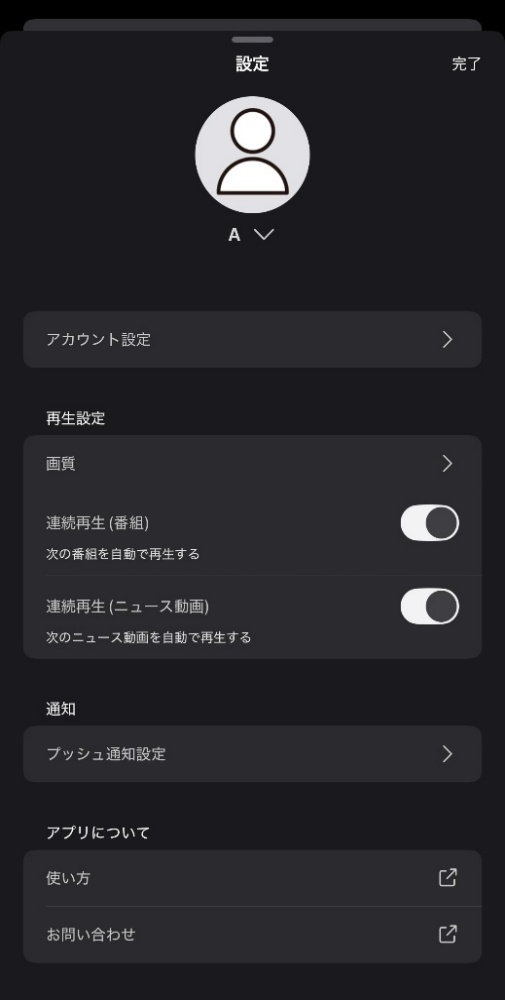 設定
完了
A
アカウント設定
再生設定
画質
連続再生 (番組)
次の番組を自動で再生する
連続再生 (ニュース動画)
次のニュース動画を自動で再生する
通知
プッシュ通知設定
アプリについて
使い方
お問い合わせ